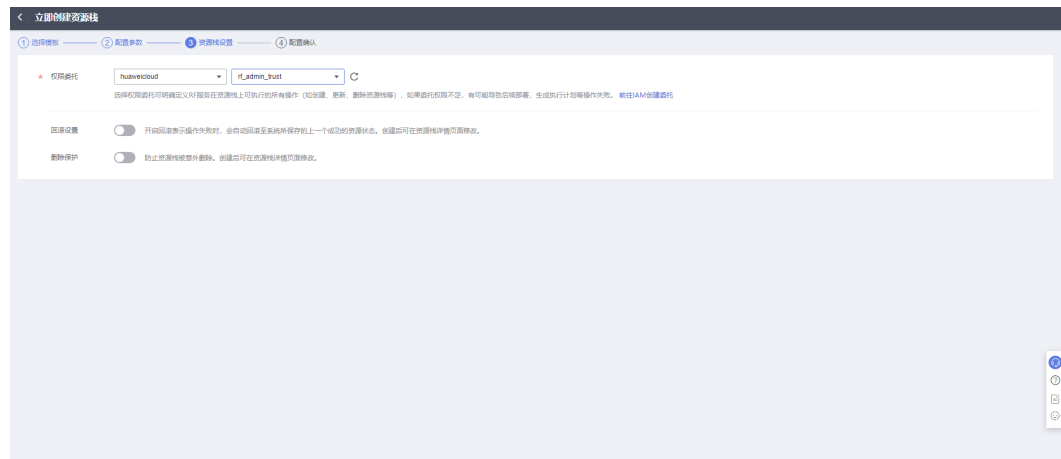 立即创建资源栈
1 选择模板 2 配置参数 3 资源栈设置 4 配置确认
* 权限委托 huaweicloud rf_admin_trust
选择权限委托可明确定义RF服务在资源栈上可执行的所有操作（如创建、更新、删除资源栈等），如果委托权限不足，有可能导致后续部署、生成执行计划等操作失败。 前往IAM创建委托
回滚设置 开启回滚表示操作失败时，会自动回滚至系统所保存的上一个成功的资源状态。创建后可在资源栈详情页面修改。
删除保护 防止资源栈被意外删除。创建后可在资源栈详情页面修改。